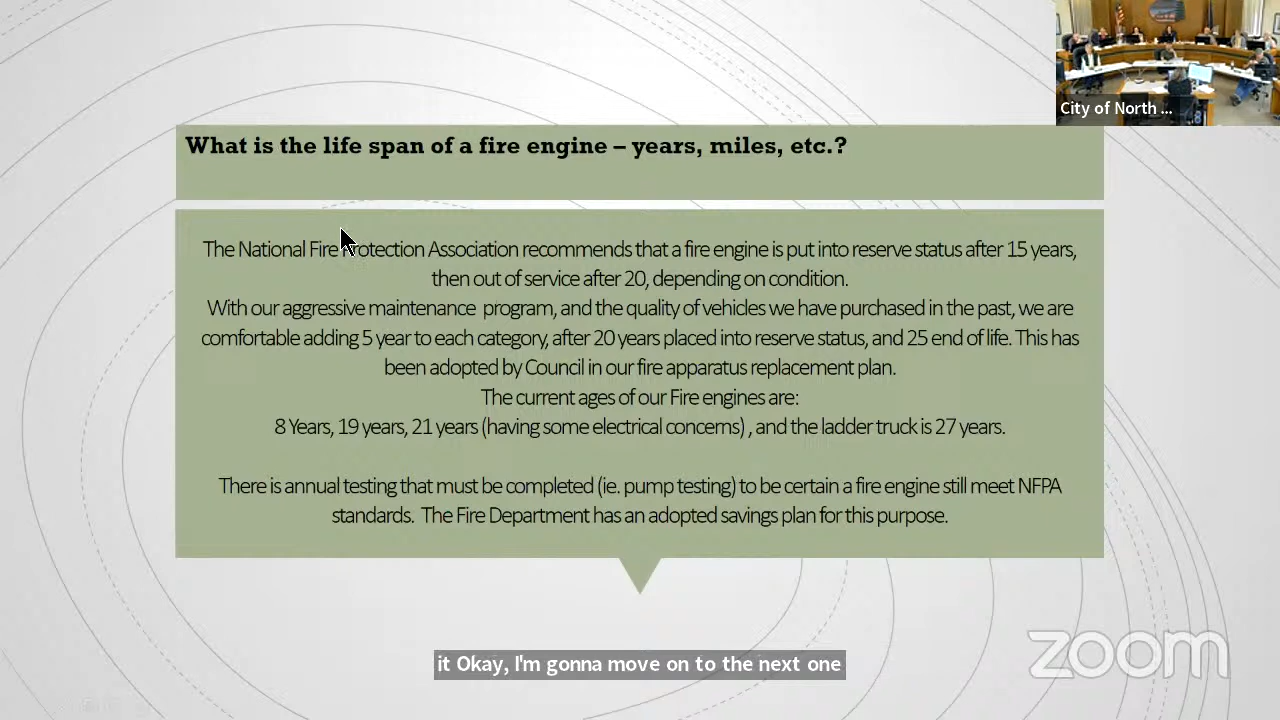 City of North ...
What is the life span of a fire engine – years, miles, etc.?
The National Fire Protection Association recommends that a fire engine is put into reserve status after 15 years,
then out of service after 20, depending on condition.
With our aggressive maintenance program, and the quality of vehicles we have purchased in the past, we are
comfortable adding 5 year to each category, after 20 years placed into reserve status, and 25 end of life. This has
been adopted by Council in our fire apparatus replacement plan.
The current ages of our Fire engines are:
8 Years, 19 years, 21 years (having some electrical concerns) , and the ladder truck is 27 years.
There is annual testing that must be completed (ie. pump testing) to be certain a fire engine still meet NFPA
standards. The Fire Department has an adopted savings plan for this purpose.
it Okay, I'm gonna move on to the next one
zoom